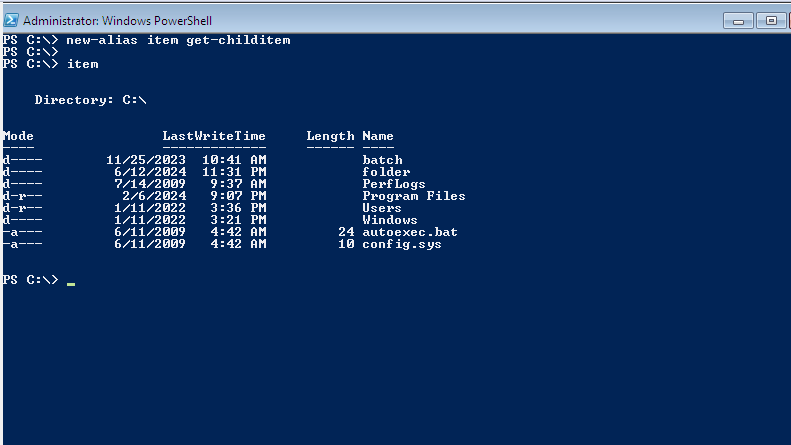 Administrator: Windows PowerShell
PS C:\> new-alias item get-childitem
PS C:\>
PS C:\> item
Directory: C:\
Mode                LastWriteTime     Length Name
----                -------------     ------ ----
d----        11/25/2023  10:41 AM            batch
d----         6/12/2024  11:31 PM            folder
d----         7/14/2009   9:37 AM            PerfLogs
d-r--          2/6/2024   9:07 PM            Program Files
d-r--         1/11/2022   3:36 PM            Users
d----         1/11/2022   3:21 PM            Windows
-a---         6/11/2009   4:42 AM         24 autoexec.bat
-a---         6/11/2009   4:42 AM         10 config.sys
PS C:\> _